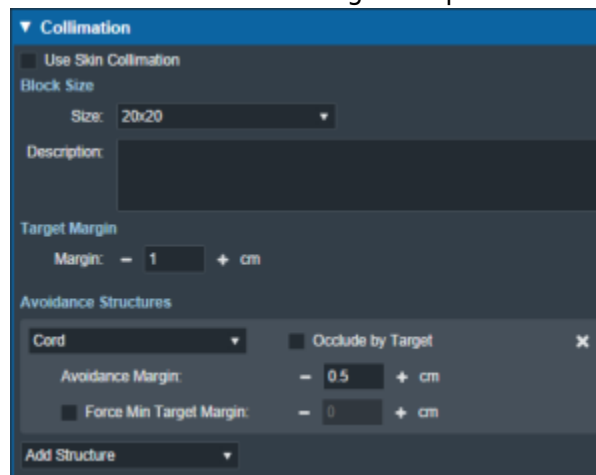 ▼ Collimation
Use Skin Collimation
Block Size
Size: 20x20
Description:
Target Margin
Margin: − 1 + cm
Avoidance Structures
Cord Occlude by Target
Avoidance Margin: − 0.5 + cm
Force Min Target Margin: − 0 + cm
Add Structure